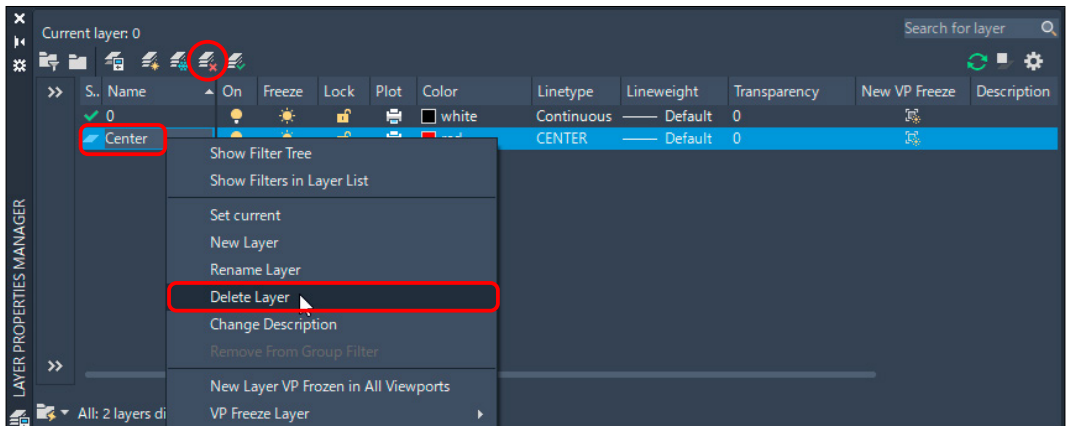 Current layer: 0
Search for layer
S.. Name On Freeze Lock Plot Color Linetype Lineweight Transparency New VP Freeze Description
0 white Continuous Default 0
Center red CENTER Default 0
Show Filter Tree
Show Filters in Layer List
Set current
New Layer
Rename Layer
Delete Layer
Change Description
Remove From Group Filter
New Layer VP Frozen in All Viewports
VP Freeze Layer
All: 2 layers di
LAYER PROPERTIES MANAGER